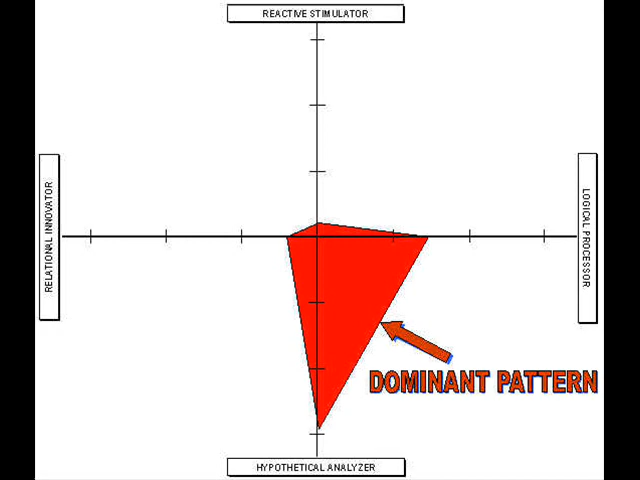 REACTIVE STIMULATOR
RELATIONAL INNOVATOR
LOGICAL PROCESSOR
DOMINANT PATTERN
HYPOTHETICAL ANALYZER